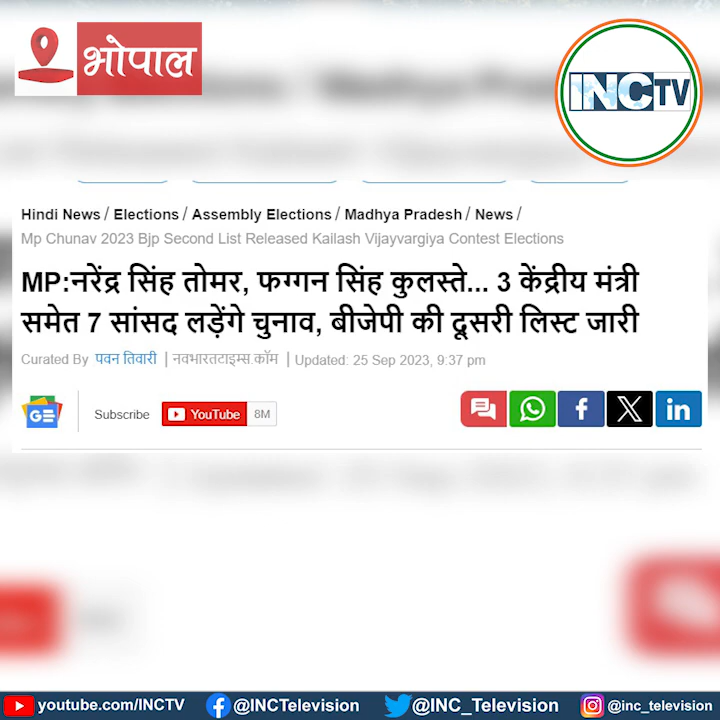 भोपाल
INCTV
Hindi News / Elections / Assembly Elections / Madhya Pradesh / News /
Mp Chunav 2023 Bjp Second List Released Kailash Vijayvargiya Contest Elections
MP:नरेंद्र सिंह तोमर, फग्गन सिंह कुलस्ते... 3 केंद्रीय मंत्री
समेत 7 सांसद लड़ेंगे चुनाव, बीजेपी की दूसरी लिस्ट जारी
Curated By पवन तिवारी | नवभारतटाइम्स.कॉम | Updated: 25 Sep 2023, 9:37 pm
GE Subscribe YouTube 8M
youtube.com/INCTV @INCTelevision @INC_Television @inc_television